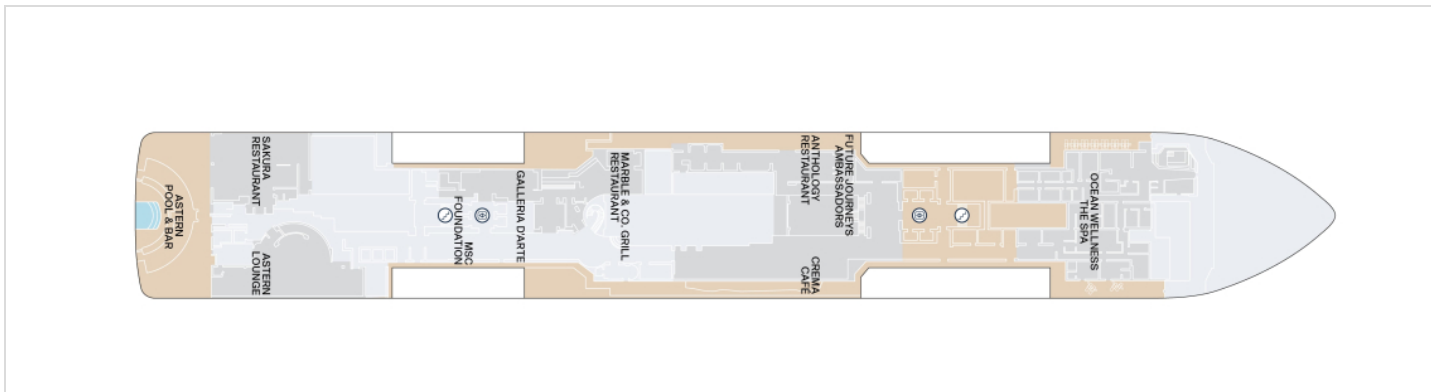 ASTERN
POOL & BAR
SAKURA
RESTAURANT
ASTERN
LOUNGE
MSC
FOUNDATION
GALLERIA D'ARTE
MARBLE & CO. GRILL
RESTAURANT
FUTURE JOURNEYS
AMBASSADORS
ANTHOLOGY
RESTAURANT
CREMA
CAFÉ
OCEAN WELLNESS
THE SPA